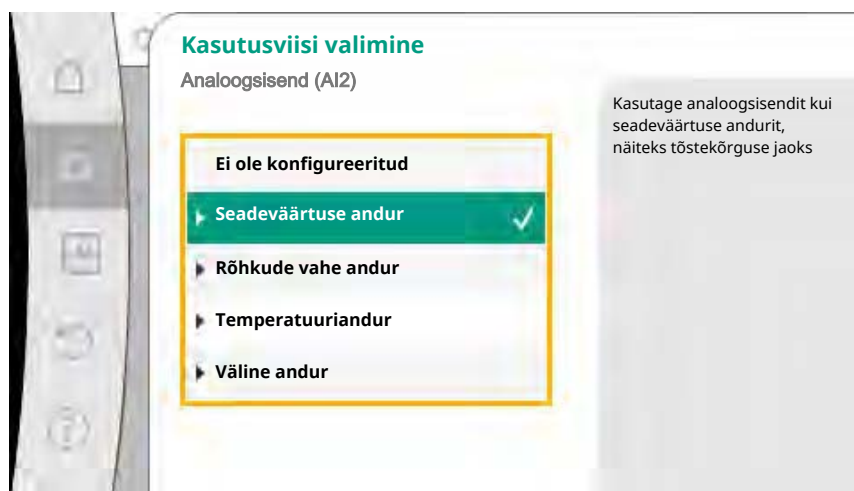 Kasutusviisi valimine
Analoogsisend (AI2)
Kasutage analoogsisendit kui
seadeväärtuse andurit,
näiteks tõstekõrguse jaoks
Ei ole konfigureeritud
Seadeväärtuse andur
Rõhkude vahe andur
Temperatuuriandur
Väline andur